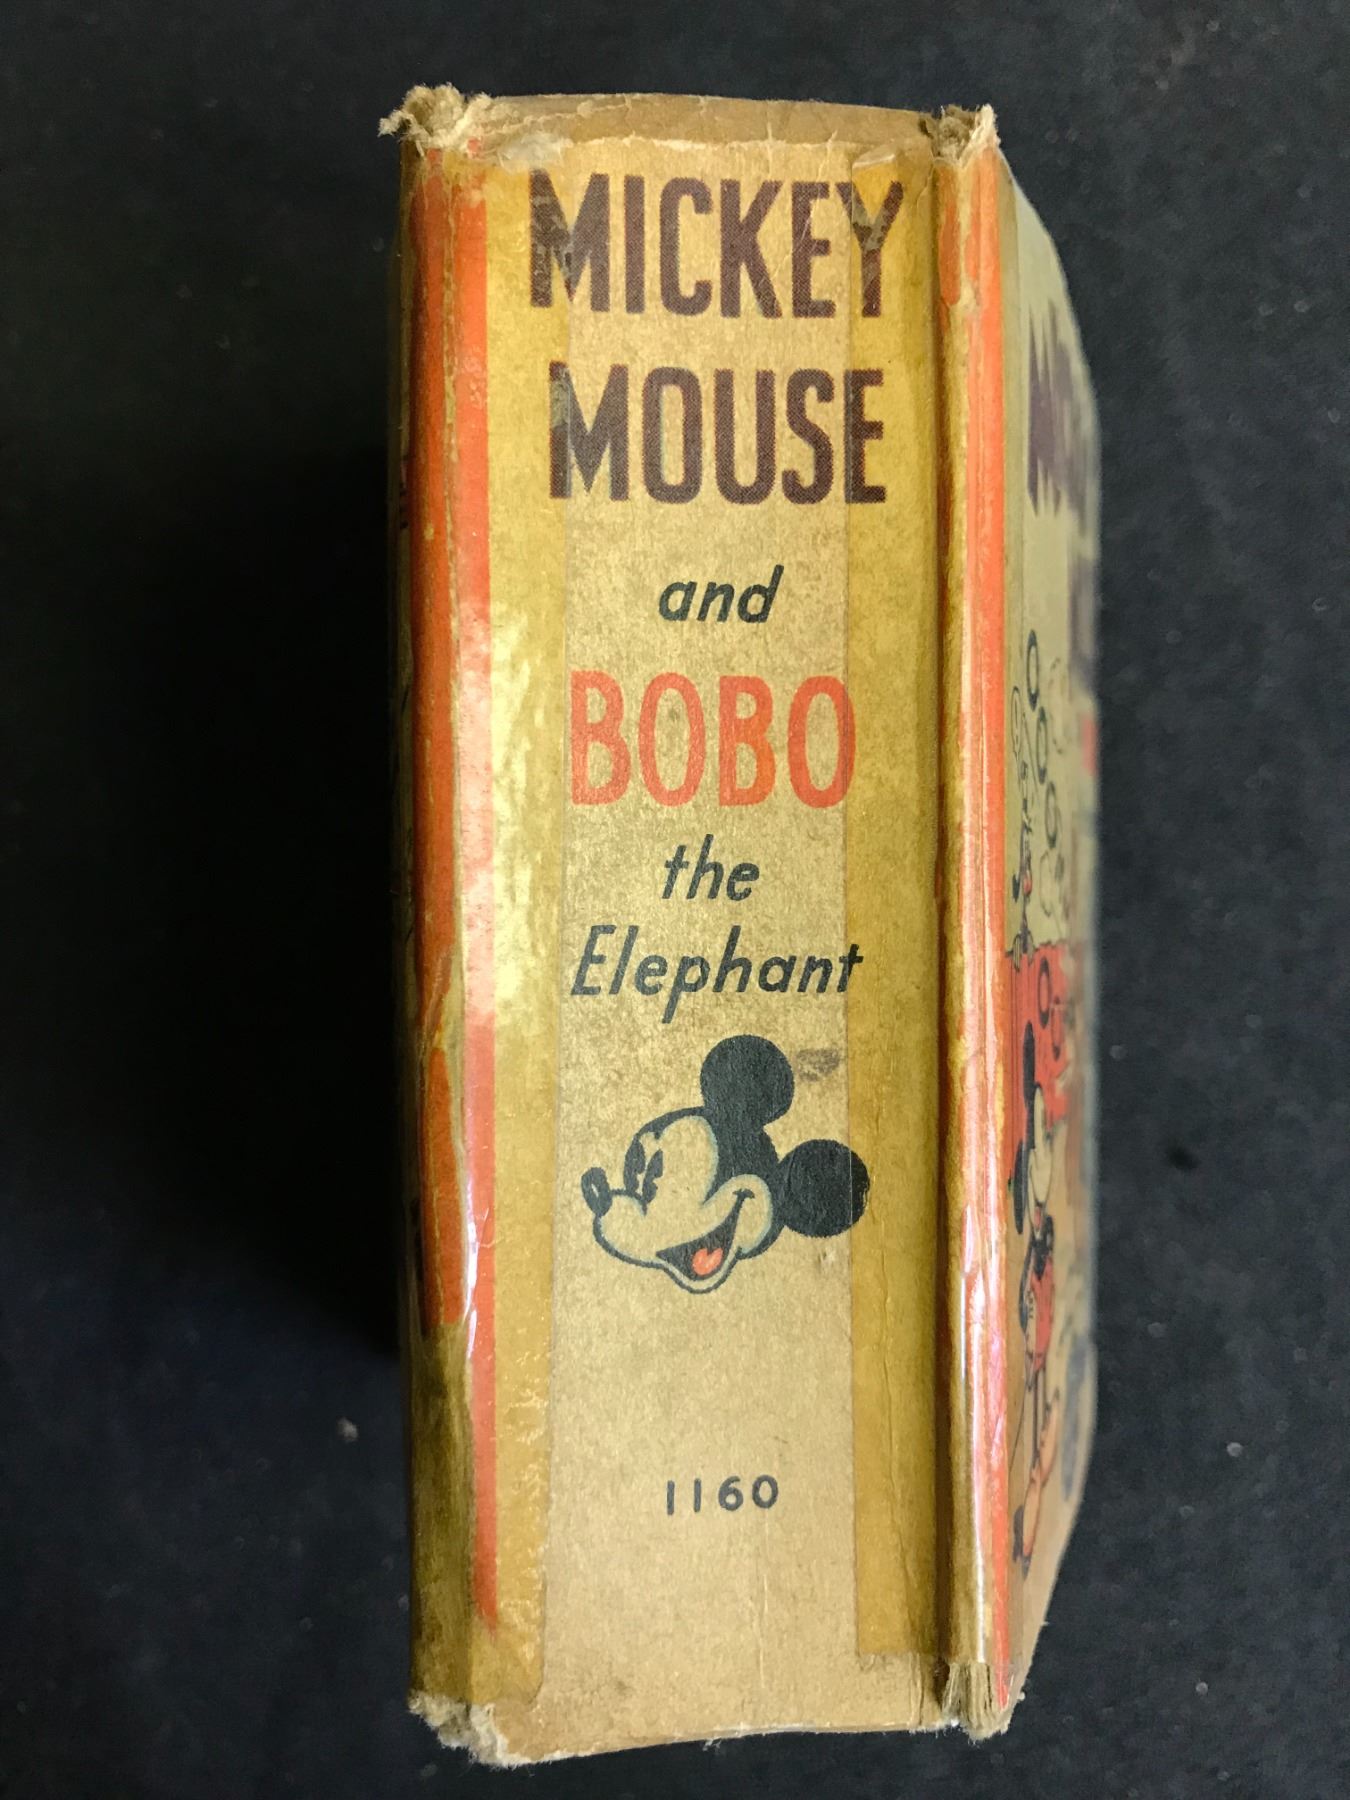 MICKEY
MOUSE
and
BOBO
the
Elephant
1160